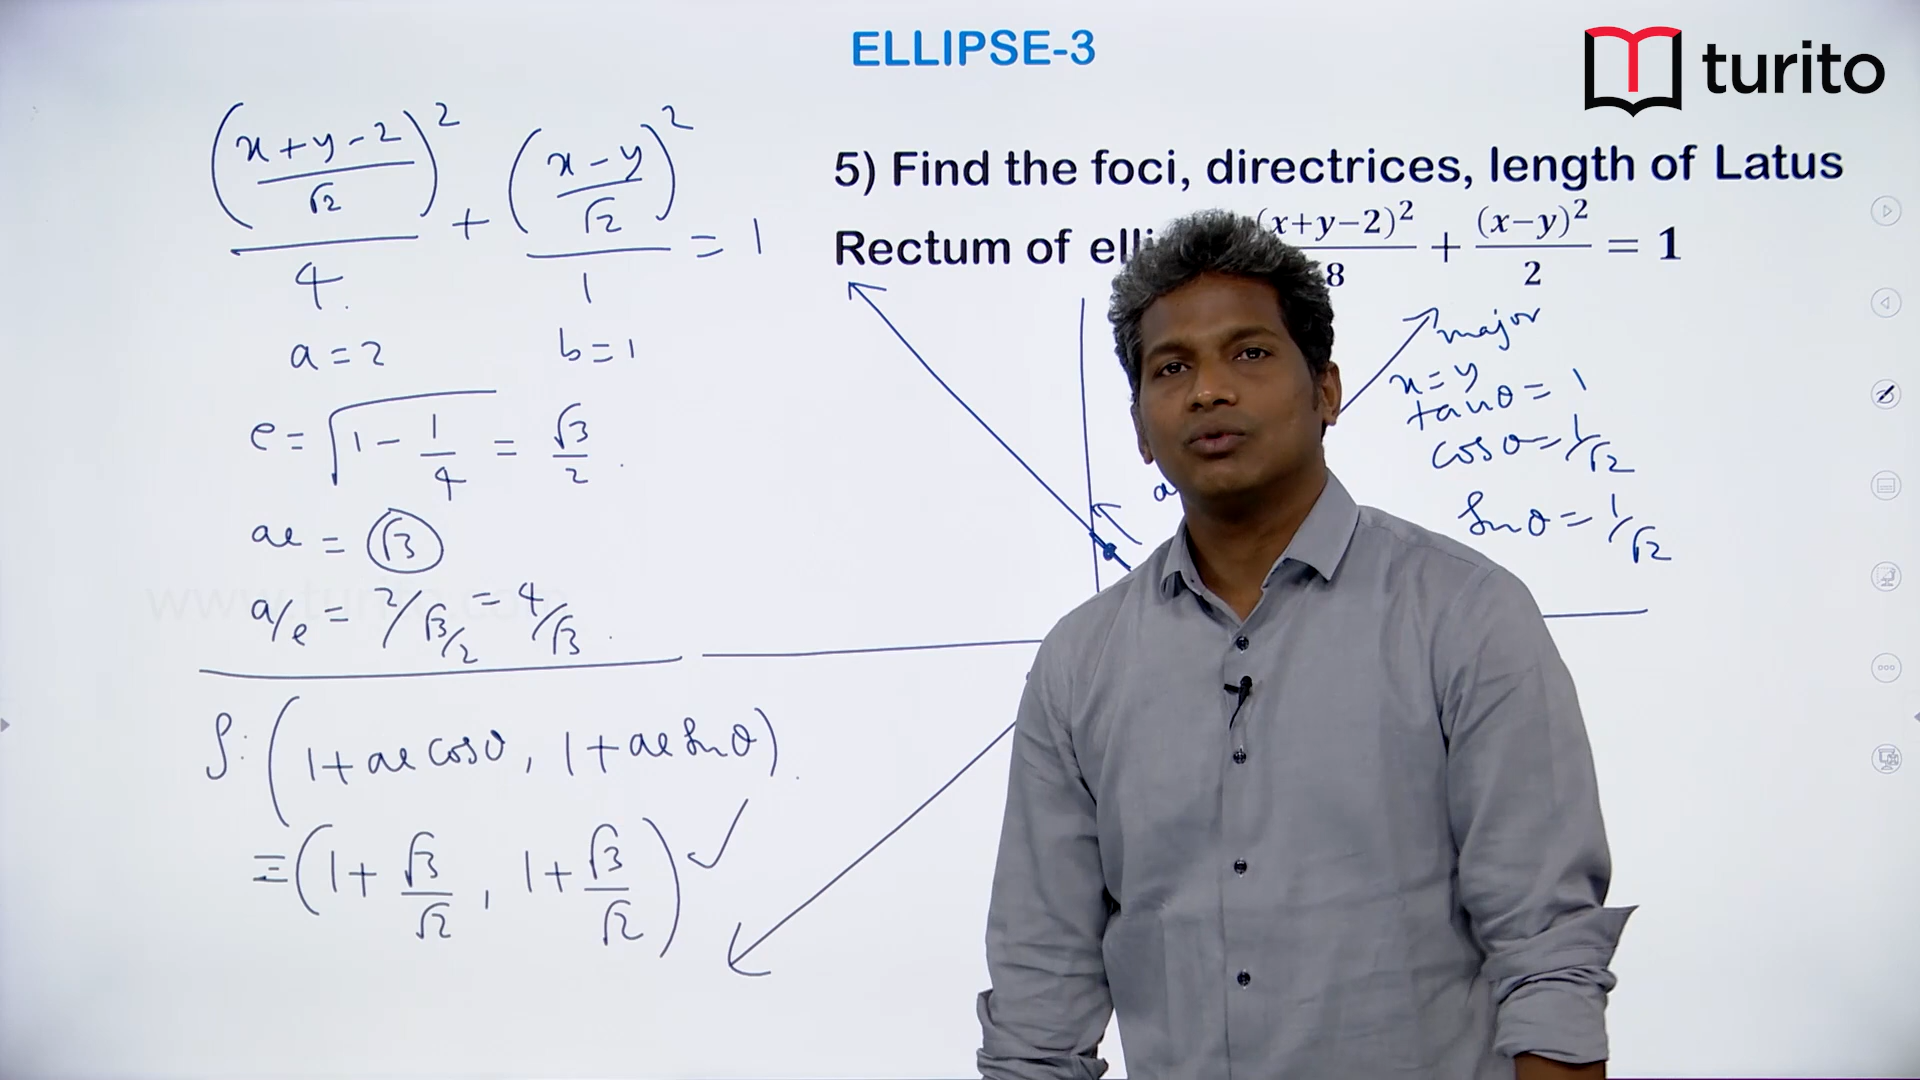 ELLIPSE-3
turito
5) Find the foci, directrices, length of Latus
Rectum of (x+y−2)²/8 + (x−y)²/2 = 1
((x+y-2)/√2)²/4 + ((x-y)/√2)²/1 = 1
a = 2 b = 1
e = √(1 - 1/4) = √3/2
ae = √3
a/e = 2/√3/2 = 4/√3
S: (1+ae cosθ, 1+ae sinθ)
≡ (1+√3/√2, 1+√3/√2) ✓
major
x=y
tanθ = 1
cosθ = 1/√2
sinθ = 1/√2